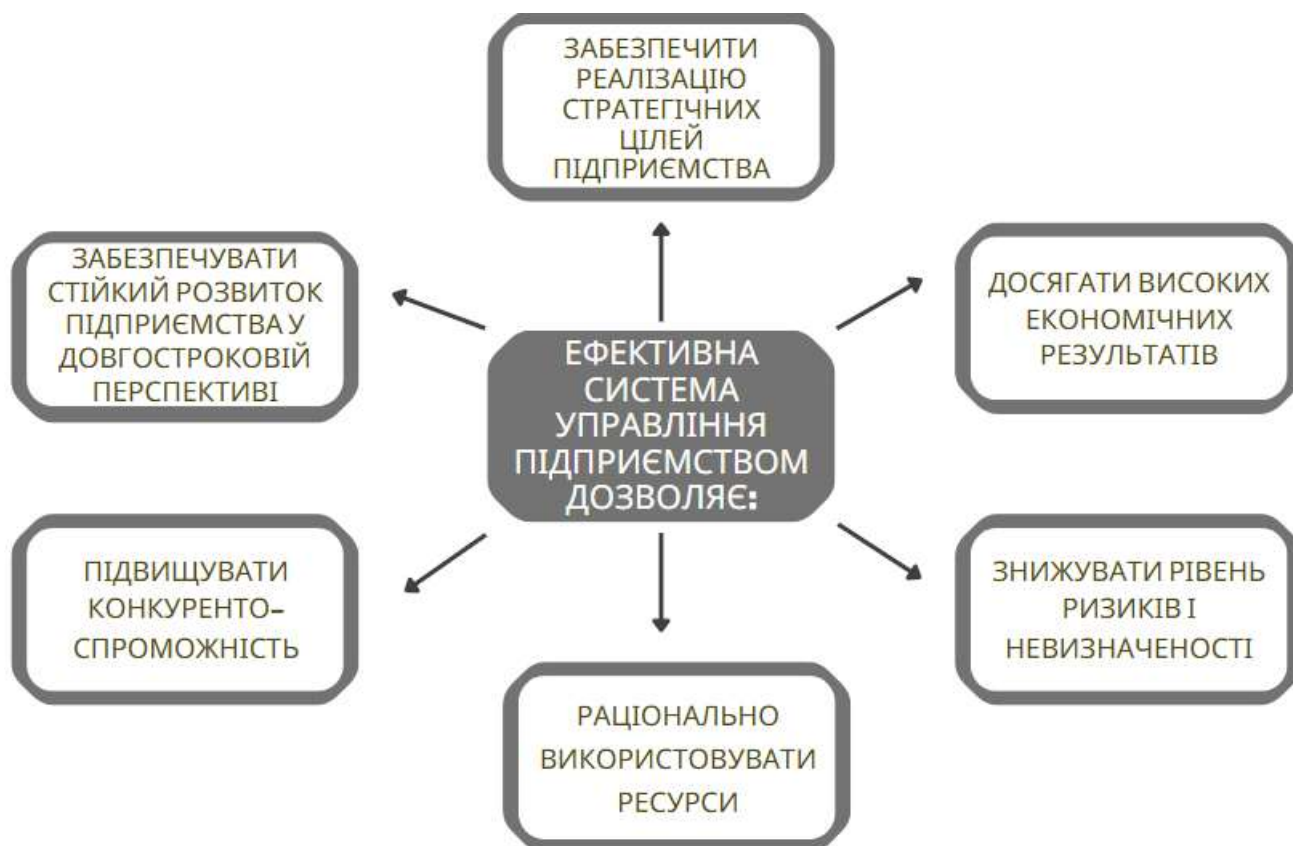 ЗАБЕЗПЕЧИТИ
РЕАЛІЗАЦІЮ
СТРАТЕГІЧНИХ
ЦІЛЕЙ
ПІДПРИЄМСТВА
ЗАБЕЗПЕЧУВАТИ
СТІЙКИЙ РОЗВИТОК
ПІДПРИЄМСТВА У
ДОВГОСТРОКОВІЙ
ПЕРСПЕКТИВІ
ДОСЯГАТИ ВИСОКИХ
ЕКОНОМІЧНИХ
РЕЗУЛЬТАТІВ
ЕФЕКТИВНА
СИСТЕМА
УПРАВЛІННЯ
ПІДПРИЄМСТВОМ
ДОЗВОЛЯЄ:
ПІДВИЩУВАТИ
КОНКУРЕНТО–
СПРОМОЖНІСТЬ
ЗНИЖУВАТИ РІВЕНЬ
РИЗИКІВ І
НЕВИЗНАЧЕНОСТІ
РАЦІОНАЛЬНО
ВИКОРИСТОВУВАТИ
РЕСУРСИ